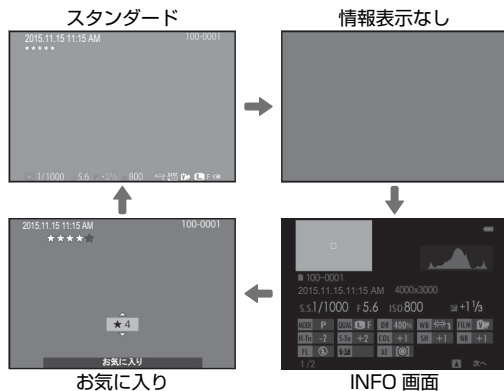 スタンダード
情報表示なし
2015.11.15 11:15 AM 100-0001
★★★★★
1/1000 5.6 800 F
2015.11.15 11:15 AM 100-0001
★★★★★
★4
お気に入り
100-0001
2015.11.15.11:15 AM 4000x3000
S.S.1/1000 F5.6 ISO800 +1 1/3
MODE P QUAL L F DR 400% WB FILM V
H-Tn -2 S-Tn +2 COL +1 SH +1 NR +1
FL AE
1/2 次へ
お気に入り
INFO 画面